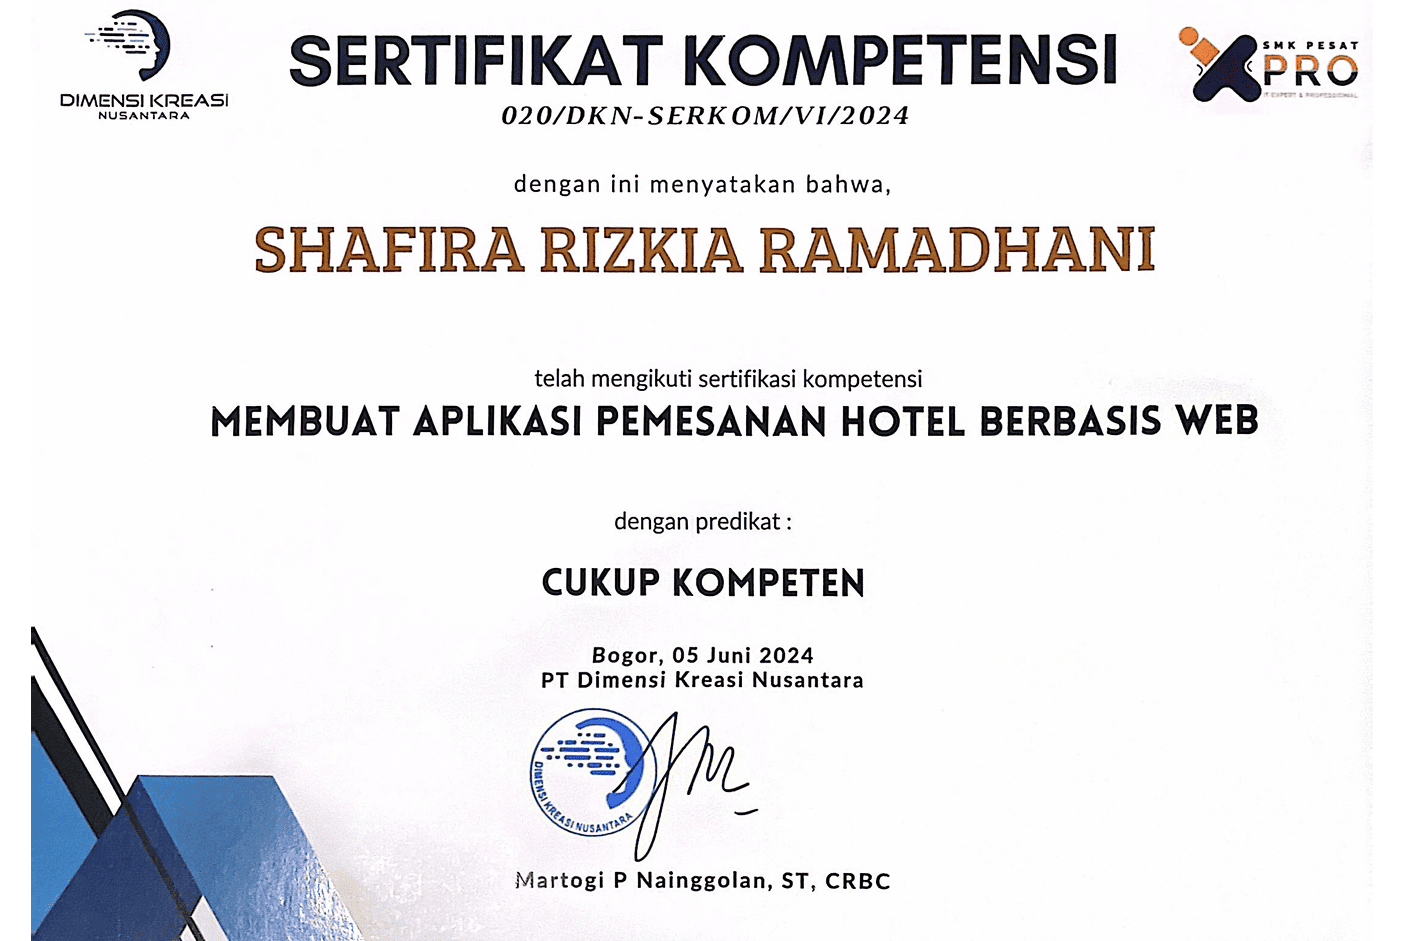 DIMENSI KREASI
NUSANTARA
SERTIFIKAT KOMPETENSI
020/DKN-SERKOM/VI/2024
SMK PESAT
XPRO
IT EXPERT & PROFESSIONAL
dengan ini menyatakan bahwa,
SHAFIRA RIZKIA RAMADHANI
telah mengikuti sertifikasi kompetensi
MEMBUAT APLIKASI PEMESANAN HOTEL BERBASIS WEB
dengan predikat :
CUKUP KOMPETEN
Bogor, 05 Juni 2024
PT Dimensi Kreasi Nusantara
DIMENSI KREASI NUSANTARA
Martogi P Nainggolan, ST, CRBC